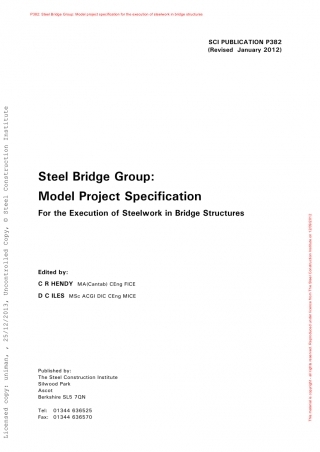 P382: Steel Bridge Group: Model project specification for the execution of steelwork in bridge structures
SCI PUBLICATION P382
(Revised January 2012)
Steel Bridge Group:
Model Project Specification
For the Execution of Steelwork in Bridge Structures
Edited by:
C R HENDY MA(Cantab) CEng FICE
D C ILES MSc ACGI DIC CEng MICE
Published by:
The Steel Construction Institute
Silwood Park
Ascot
Berkshire SL5 7QN
Tel: 01344 636525
Fax: 01344 636570
Licensed copy: uniman, , 25/12/2013, Uncontrolled Copy, © Steel Construction Institute
This material is copyright - all rights reserved. Reproduced under licence from The Steel Construction Institute on